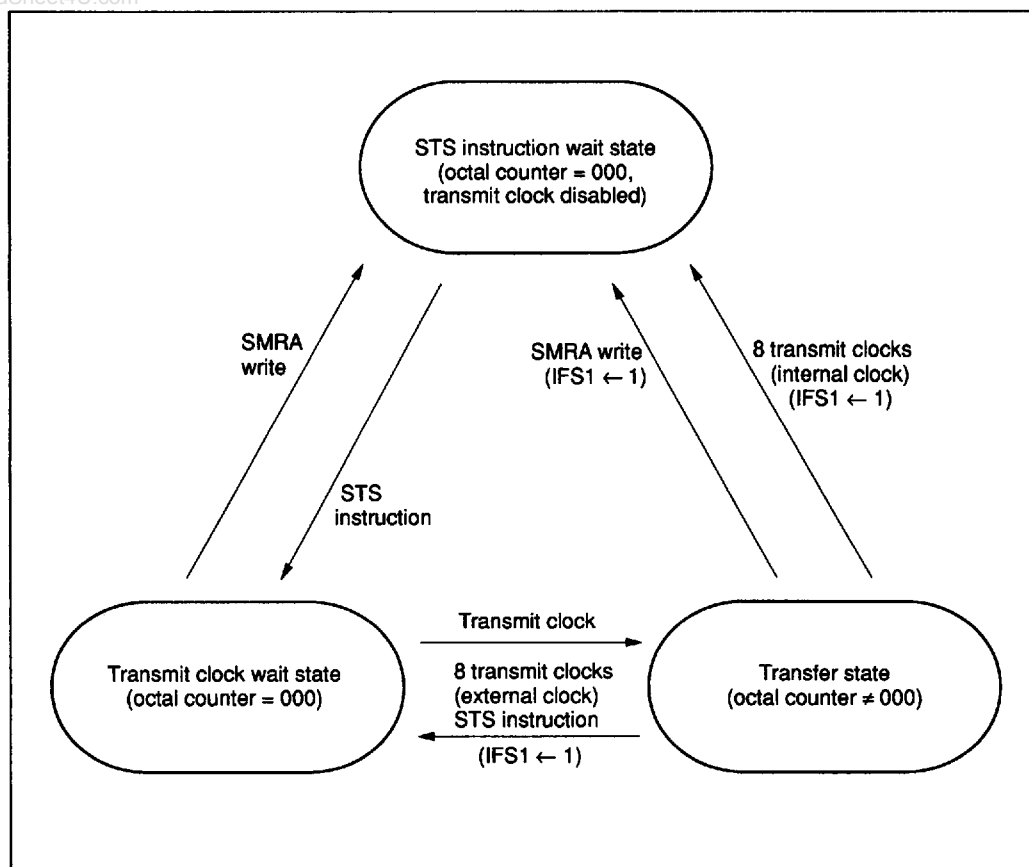 STS instruction wait state
(octal counter = 000,
transmit clock disabled)
SMRA
write
SMRA write
(IFS1 ← 1)
8 transmit clocks
(internal clock)
(IFS1 ← 1)
STS
instruction
Transmit clock wait state
(octal counter = 000)
Transmit clock
8 transmit clocks
(external clock)
STS instruction
(IFS1 ← 1)
Transfer state
(octal counter ≠ 000)